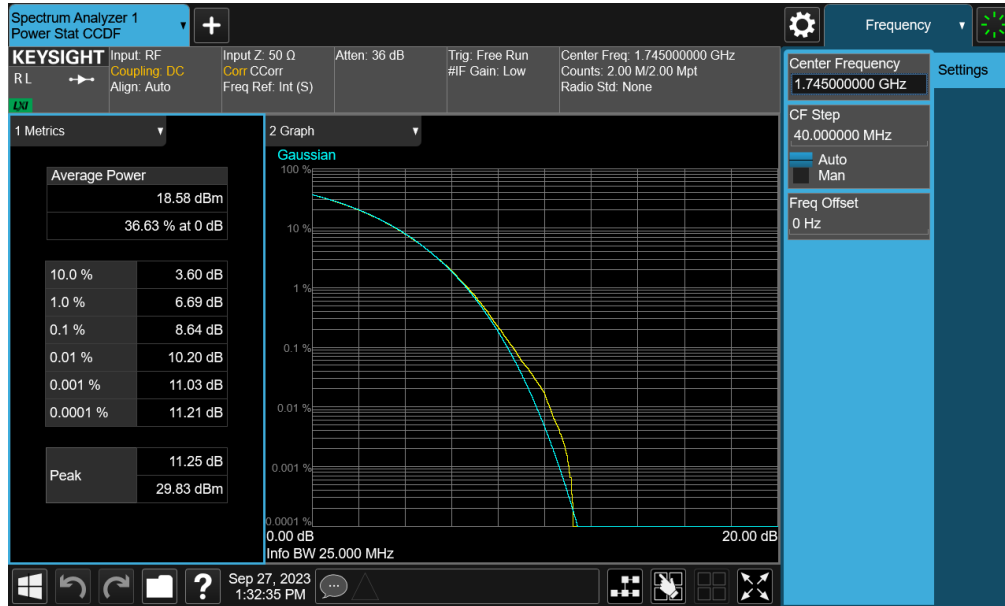 Spectrum Analyzer 1
Power Stat CCDF
Frequency
KEYSIGHT
RL
LXI
Input: RF
Coupling: DC
Align: Auto
Input Z: 50 Ω
Corr CCorr
Freq Ref: Int (S)
Atten: 36 dB
Trig: Free Run
#IF Gain: Low
Center Freq: 1.745000000 GHz
Counts: 2.00 M/2.00 Mpt
Radio Std: None
Center Frequency
1.745000000 GHz
Settings
CF Step
40.000000 MHz
Auto
Man
Freq Offset
0 Hz
1 Metrics
Average Power
18.58 dBm
36.63 % at 0 dB
10.0 % 3.60 dB
1.0 % 6.69 dB
0.1 % 8.64 dB
0.01 % 10.20 dB
0.001 % 11.03 dB
0.0001 % 11.21 dB
Peak
11.25 dB
29.83 dBm
2 Graph
Gaussian
100 %
10 %
1 %
0.1 %
0.01 %
0.001 %
0.0001 %
0.00 dB 20.00 dB
Info BW 25.000 MHz
?
Sep 27, 2023
1:32:35 PM